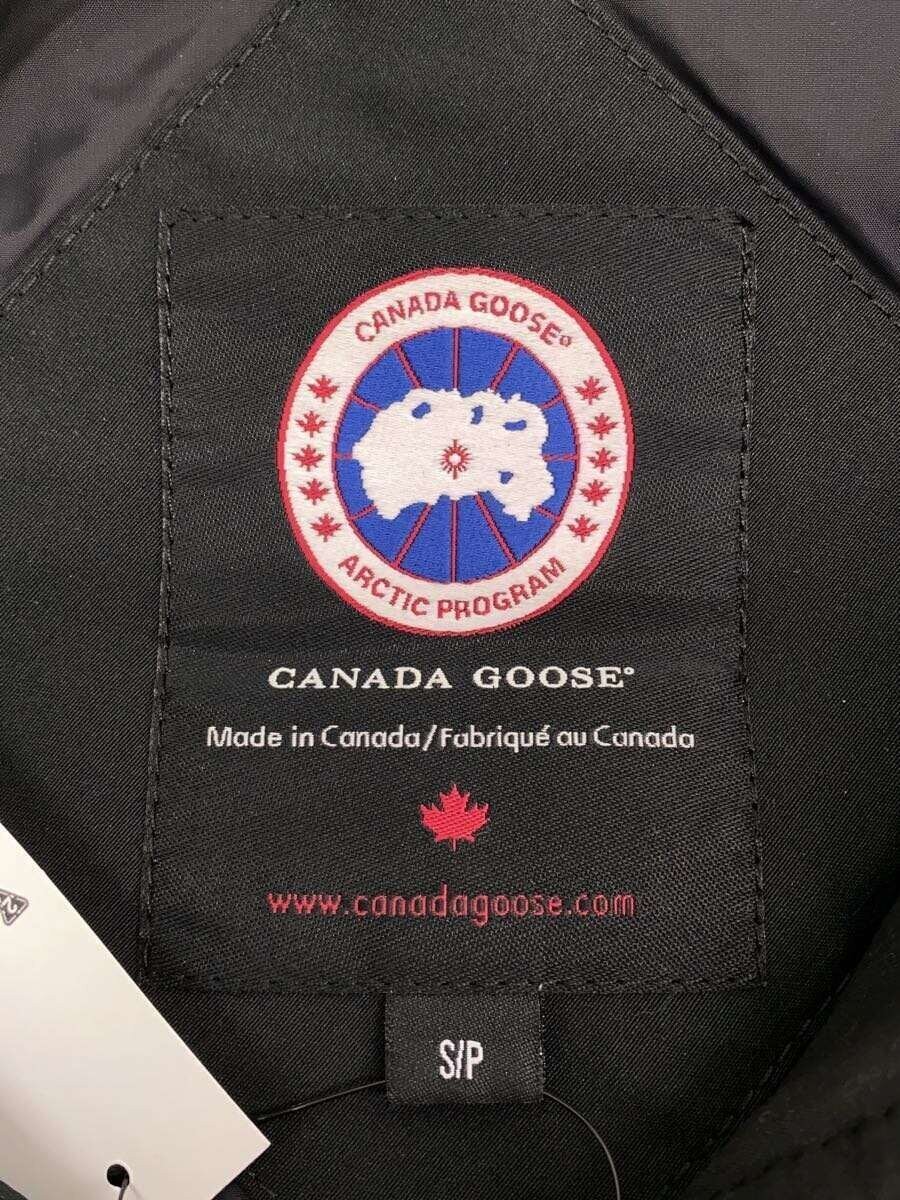 CANADA GOOSE®
ARCTIC PROGRAM
CANADA GOOSE®
Made in Canada/Fabriqué au Canada
www.canadagoose.com
S/P